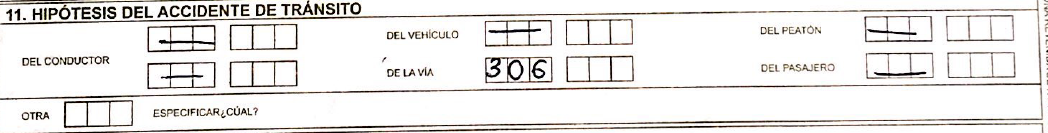 11. HIPÓTESIS DEL ACCIDENTE DE TRÁNSITO
DEL CONDUCTOR — — DEL VEHÍCULO — DEL PEATÓN —
DE LA VÍA 306 DEL PASAJERO —
OTRA ESPECIFICAR ¿CÚAL?